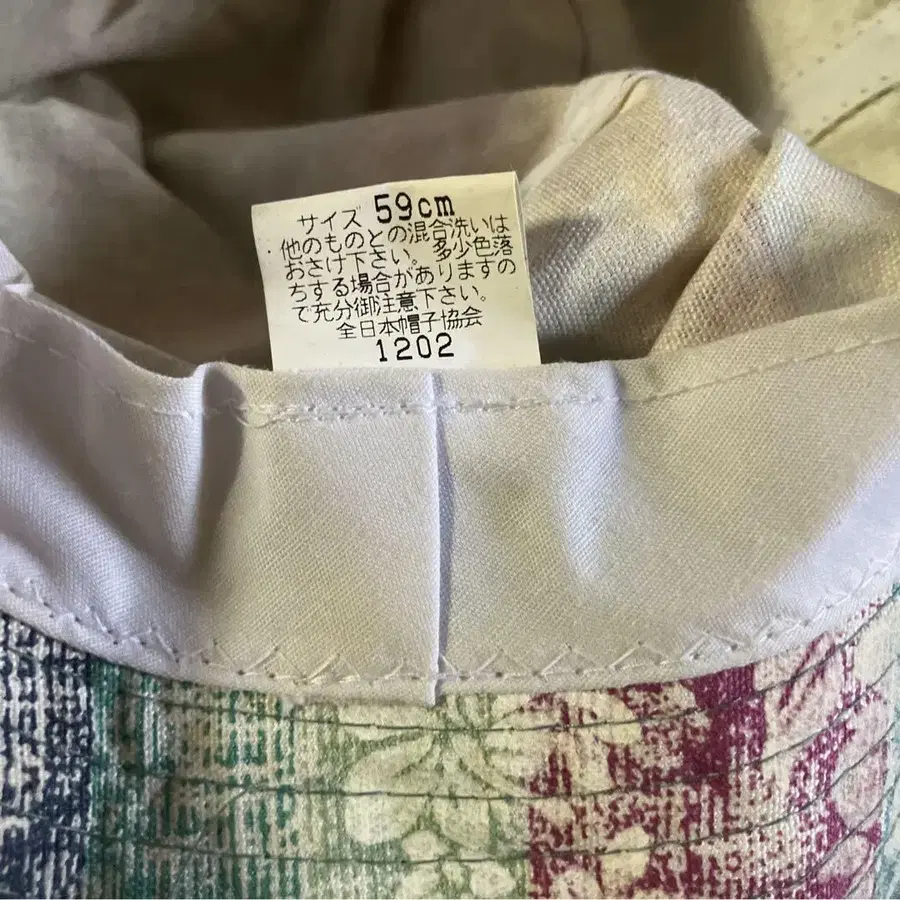 サイズ 59cm
他のものとの混合洗いは
おさけ下さい。多少色落
ちする場合がありますの
で充分御注意下さい。
全日本帽子協会
1202